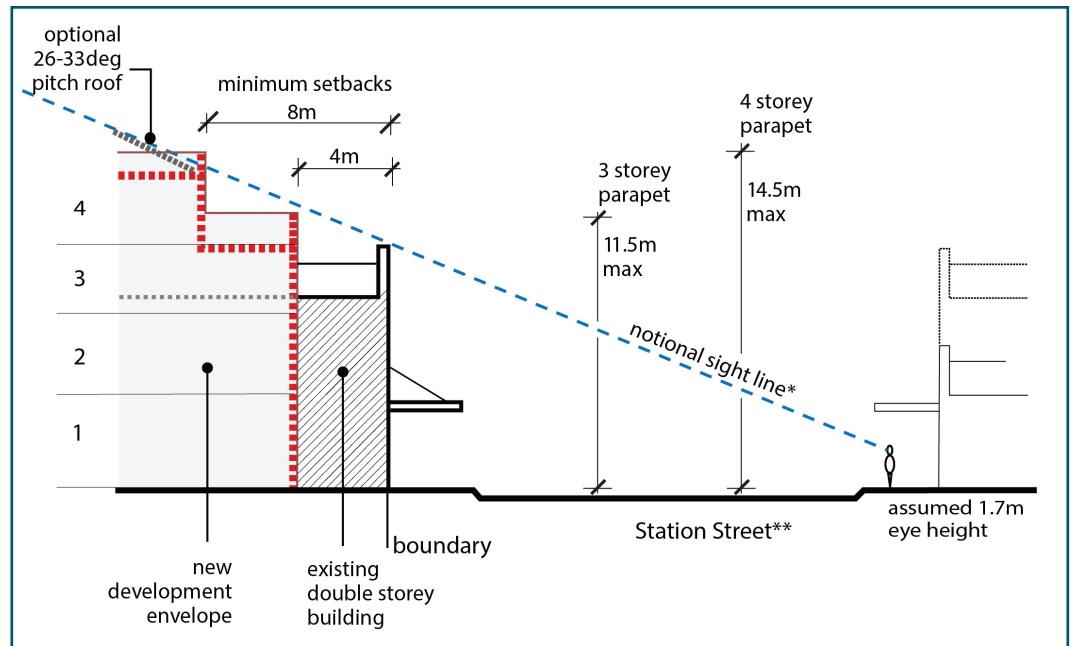 optional
26-33deg
pitch roof
minimum setbacks
8m
4m
4 storey
parapet
14.5m
max
3 storey
parapet
11.5m
max
4
3
2
1
notional sight line*
assumed 1.7m
eye height
Station Street**
boundary
new
development
envelope
existing
double storey
building